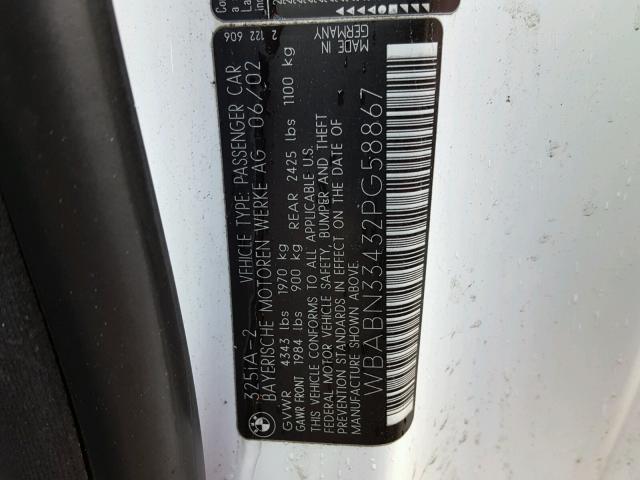 325iA-2 VEHICLE TYPE: PASSENGER CAR
BAYERISCHE MOTOREN WERKE AG 06/02 2 122 606
GVWR 4343 lbs 1970 kg
GAWR FRONT 1984 lbs 900 kg REAR 2425 lbs 1100 kg
THIS VEHICLE CONFORMS TO ALL APPLICABLE U.S.
FEDERAL MOTOR VEHICLE SAFETY, BUMPER AND THEFT
PREVENTION STANDARDS IN EFFECT ON THE DATE OF
MANUFACTURE SHOWN ABOVE.
MADE IN
GERMANY
WBABN33432PG58867